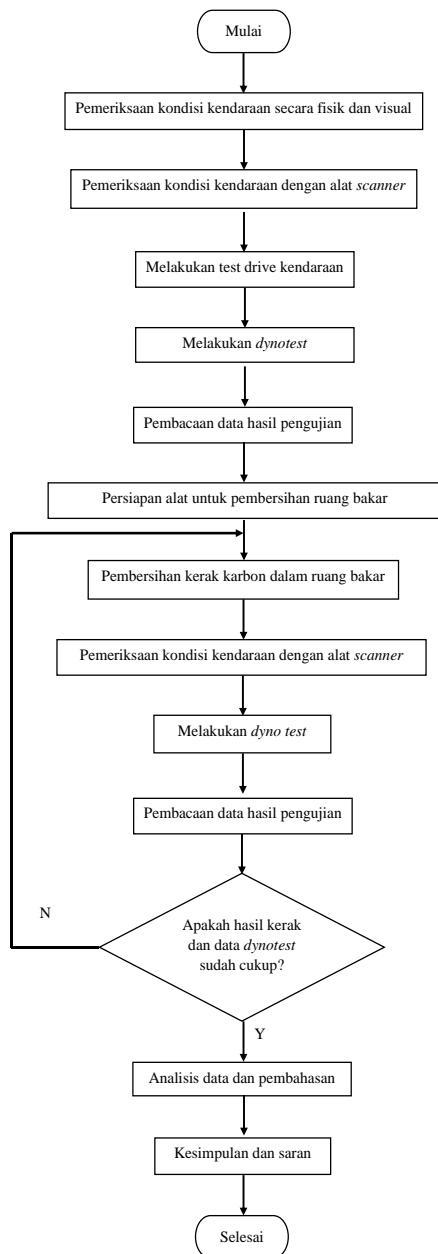 Mulai
Pemeriksaan kondisi kendaraan secara fisik dan visual
Pemeriksaan kondisi kendaraan dengan alat scanner
Melakukan test drive kendaraan
Melakukan dynotest
Pembacaan data hasil pengujian
Persiapan alat untuk pembersihan ruang bakar
Pembersihan kerak karbon dalam ruang bakar
Pemeriksaan kondisi kendaraan dengan alat scanner
Melakukan dyno test
Pembacaan data hasil pengujian
N
Apakah hasil kerak
dan data dynotest
sudah cukup?
Y
Analisis data dan pembahasan
Kesimpulan dan saran
Selesai